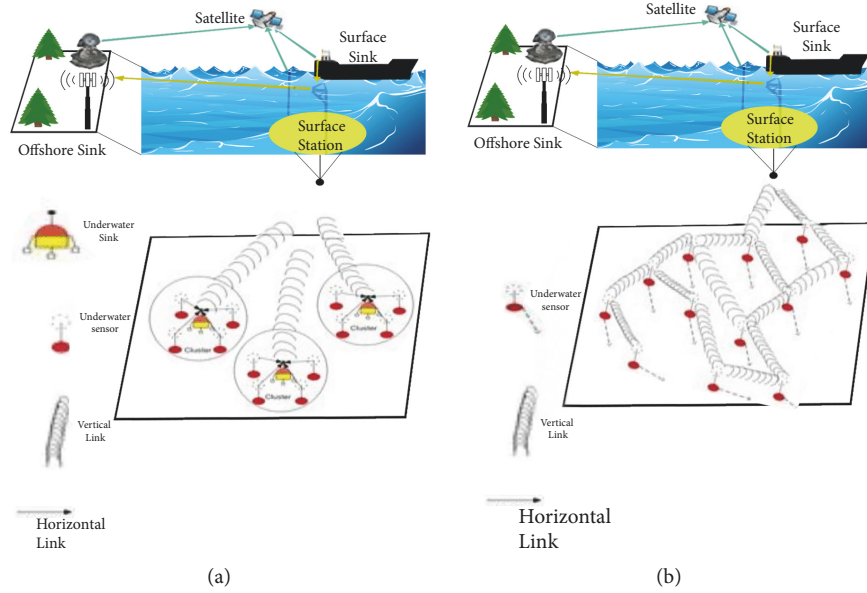 Satellite
Surface
Sink
Offshore Sink
Surface
Station
Underwater
Sink
Underwater
sensor
Vertical
Link
Horizontal
Link
Cluster
Cluster
Cluster
(a)
Satellite
Surface
Sink
Offshore Sink
Surface
Station
Underwater
sensor
Vertical
Link
Horizontal
Link
(b)